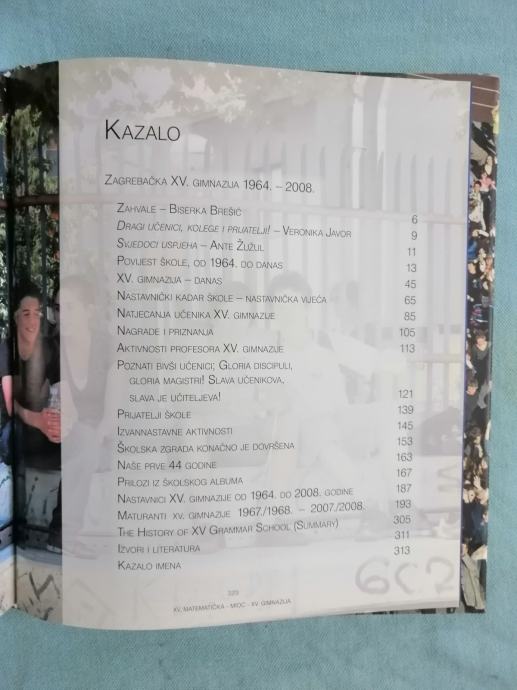 KAZALO
ZAGREBAČKA XV. GIMNAZIJA 1964. – 2008.
ZAHVALE – BISERKA BREŠIĆ 6
DRAGI UČENICI, KOLEGE I PRIJATELJI! – VERONIKA JAVOR 9
SVJEDOCI USPJEHA – ANTE ŽUŽUL 11
POVIJEST ŠKOLE, OD 1964. DO DANAS 13
XV. GIMNAZIJA – DANAS 45
NASTAVNIČKI KADAR ŠKOLE – NASTAVNIČKA VIJEĆA 65
NATJECANJA UČENIKA XV. GIMNAZIJE 85
NAGRADE I PRIZNANJA 105
AKTIVNOSTI PROFESORA XV. GIMNAZIJE 113
POZNATI BIVŠI UČENICI; GLORIA DISCIPULI,
GLORIA MAGISTRI! SLAVA UČENIKOVA,
SLAVA JE UČITELJEVA! 121
PRIJATELJI ŠKOLE 139
IZVANNASTAVNE AKTIVNOSTI 145
ŠKOLSKA ZGRADA KONAČNO JE DOVRŠENA 153
NAŠE PRVE 44 GODINE 163
PRILOZI IZ ŠKOLSKOG ALBUMA 167
NASTAVNICI XV. GIMNAZIJE OD 1964. DO 2008. GODINE 187
MATURANTI XV. GIMNAZIJE 1967./1968. – 2007./2008. 193
THE HISTORY OF XV GRAMMAR SCHOOL (SUMMARY) 305
IZVORI I LITERATURA 311
KAZALO IMENA 313
323
XV. MATEMATIČKA - MIOC - XV. GIMNAZIJA